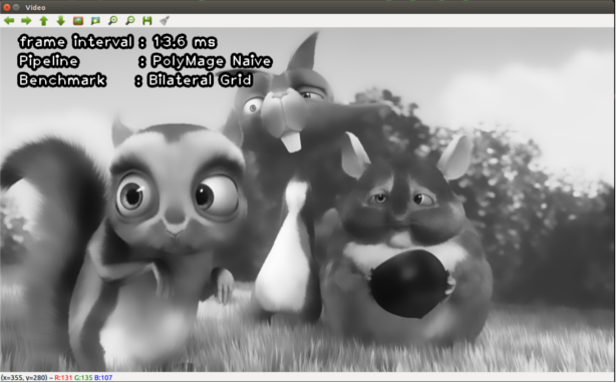 Video
frame interval : 13.6 ms
Pipeline : PolyMage Naive
Benchmark : Bilateral Grid
(x=355, y=280) ~ R:131 G:135 B:107